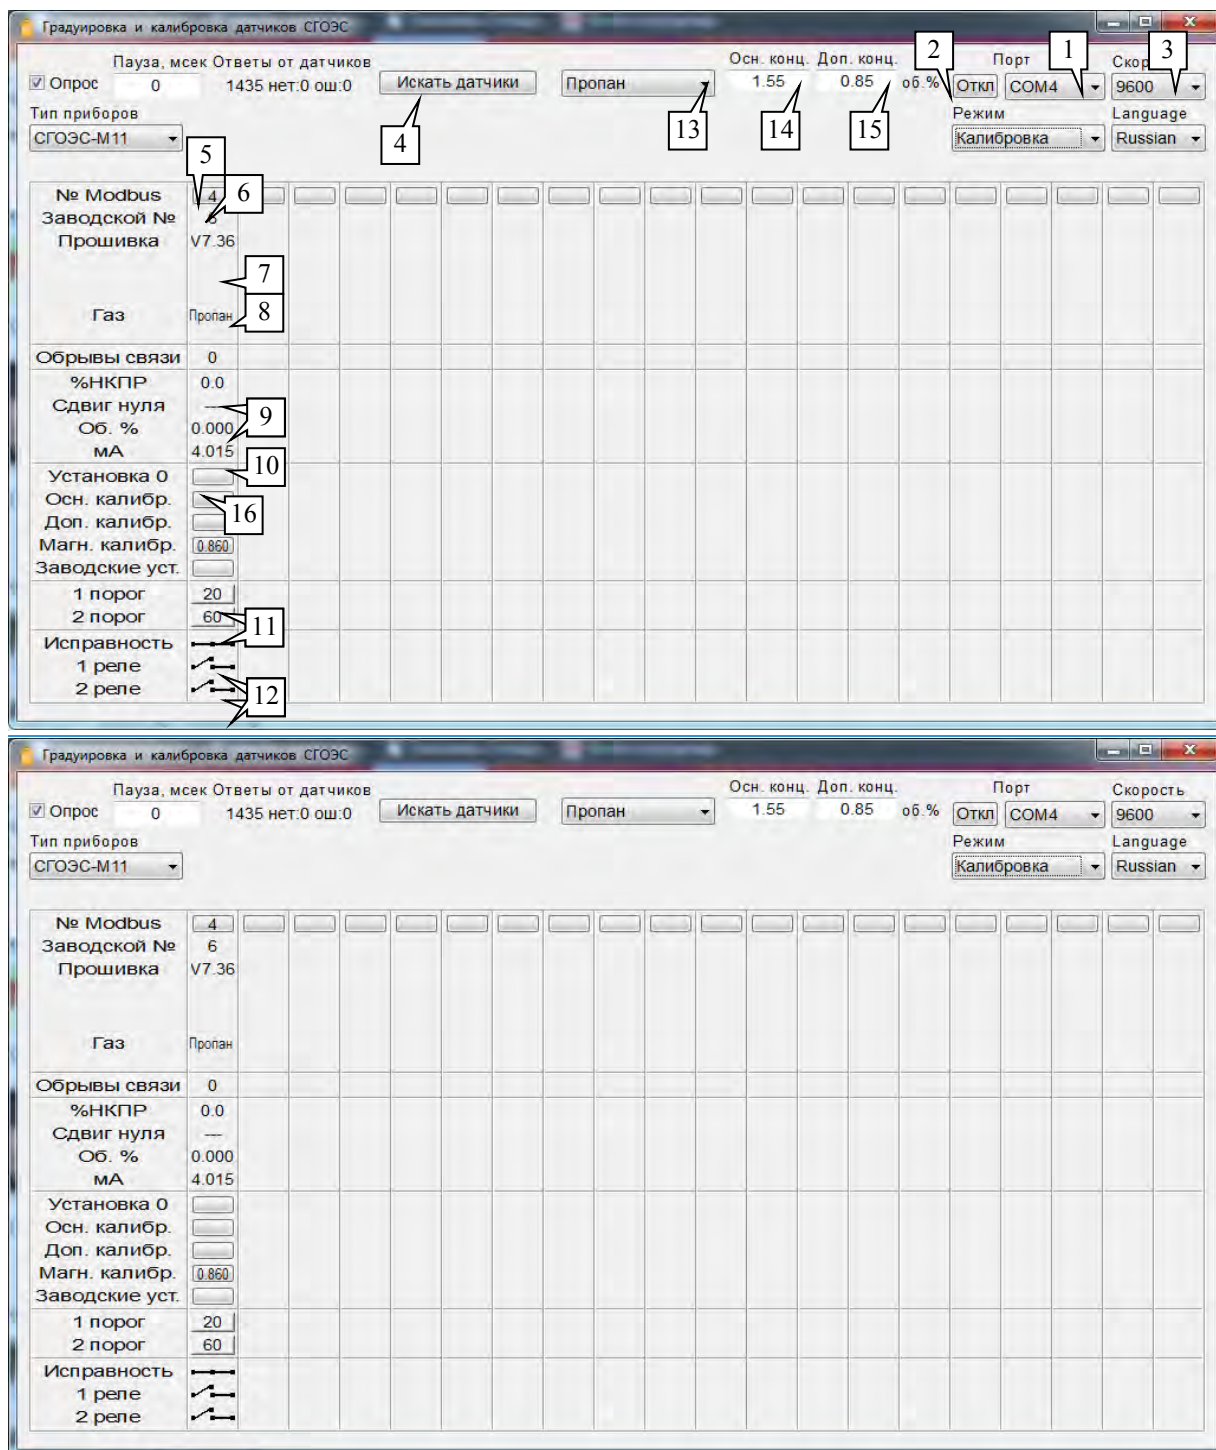 Градуировка и калибровка датчиков СГОЭС
Пауза, мсек Ответы от датчиков
Осн. конц. Доп. конц.
2
Порт
1
Скор
3
Опрос 0 1435 нет:0 ош:0 Искать датчики Пропан 1.55 0.85 об.% Откл COM4 9600
Тип приборов
Режим Language
СГОЭС-М11
4
13
14
15
Калибровка Russian
5
№ Modbus 4
6
Заводской №
Прошивка V7.36
7
Газ Пропан
8
Обрывы связи 0
%НКПР 0.0
Сдвиг нуля ---
9
Об. % 0.000
мА 4.015
Установка 0
10
Осн. калибр.
16
Доп. калибр.
Магн. калибр. 0.860
Заводские уст.
1 порог 20
2 порог 60
11
Исправность
1 реле
2 реле
12
Градуировка и калибровка датчиков СГОЭС
Пауза, мсек Ответы от датчиков Осн. конц. Доп. конц. Порт Скорость
Опрос 0 1435 нет:0 ош:0 Искать датчики Пропан 1.55 0.85 об.% Откл COM4 9600
Тип приборов Режим Language
СГОЭС-М11 Калибровка Russian
№ Modbus 4
Заводской № 6
Прошивка V7.36
Газ Пропан
Обрывы связи 0
%НКПР 0.0
Сдвиг нуля ---
Об. % 0.000
мА 4.015
Установка 0
Осн. калибр.
Доп. калибр.
Магн. калибр. 0.860
Заводские уст.
1 порог 20
2 порог 60
Исправность
1 реле
2 реле